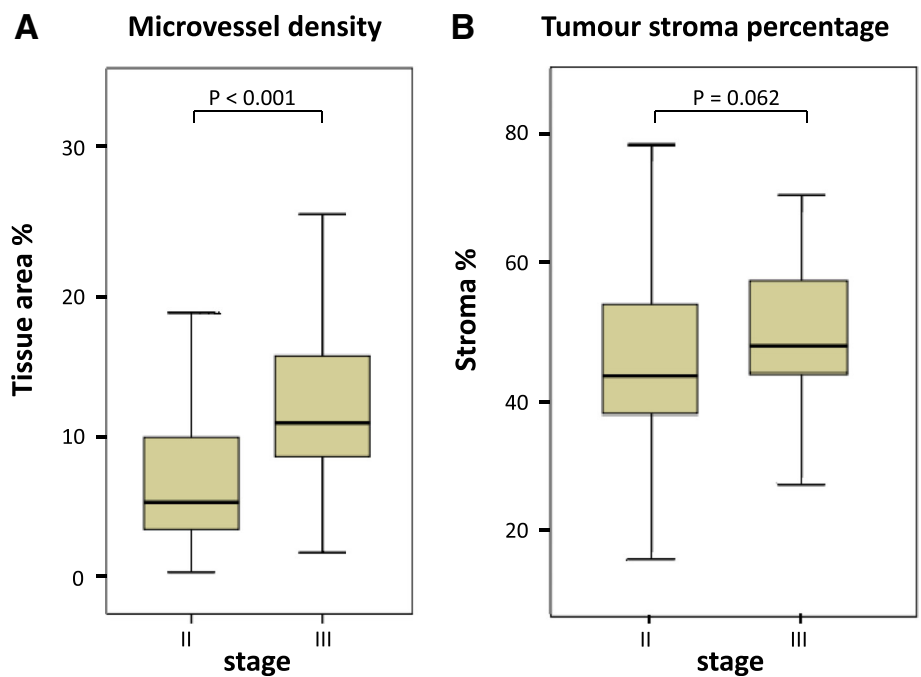 A Microvessel density
P < 0.001
30
20
10
0
Tissue area %
II III
stage
B Tumour stroma percentage
P = 0.062
80
60
40
20
Stroma %
II III
stage